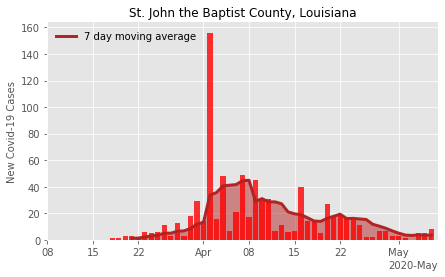 St. John the Baptist County, Louisiana
7 day moving average
New Covid-19 Cases
160
140
120
100
80
60
40
20
0
08 15 22 Apr 08 15 22 May
2020-May